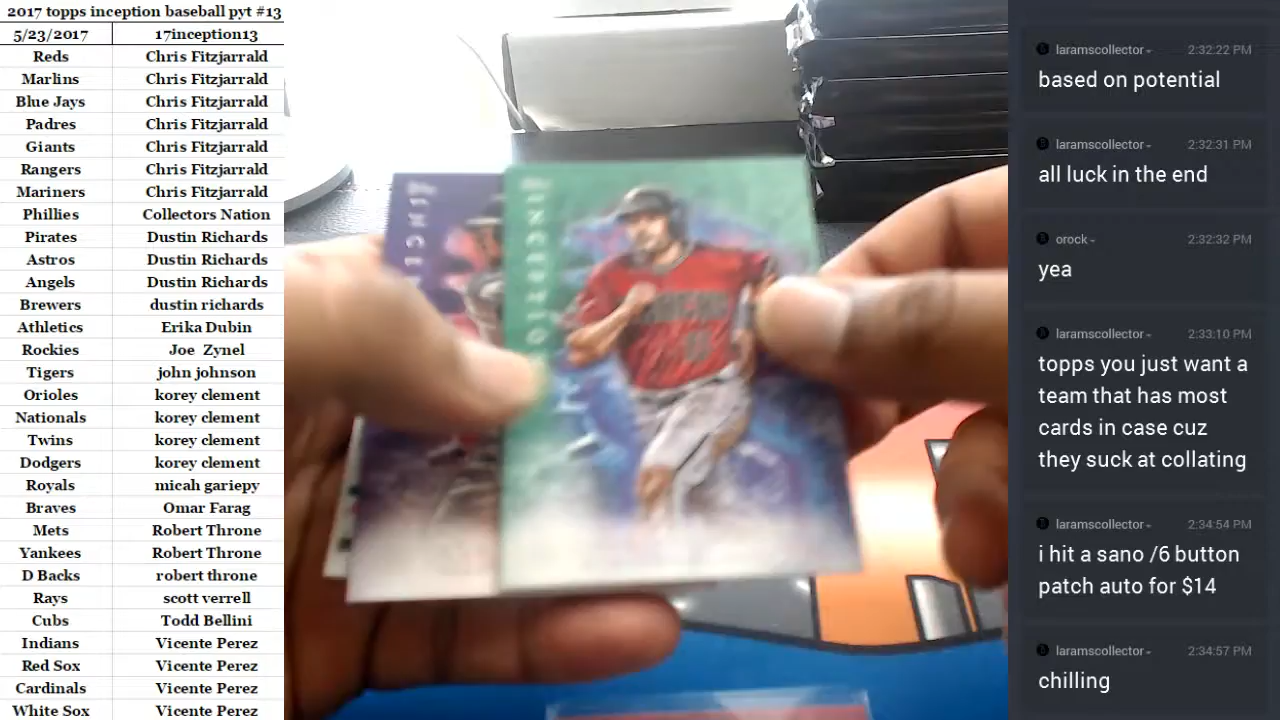 2017 topps inception baseball pyt #13
5/23/2017 17inception13
Reds Chris Fitzjarrald
Marlins Chris Fitzjarrald
Blue Jays Chris Fitzjarrald
Padres Chris Fitzjarrald
Giants Chris Fitzjarrald
Rangers Chris Fitzjarrald
Mariners Chris Fitzjarrald
Phillies Collectors Nation
Pirates Dustin Richards
Astros Dustin Richards
Angels Dustin Richards
Brewers dustin richards
Athletics Erika Dubin
Rockies Joe Zynel
Tigers john johnson
Orioles korey clement
Nationals korey clement
Twins korey clement
Dodgers korey clement
Royals micah gariepy
Braves Omar Farag
Mets Robert Throne
Yankees Robert Throne
D Backs robert throne
Rays scott verrell
Cubs Todd Bellini
Indians Vicente Perez
Red Sox Vicente Perez
Cardinals Vicente Perez
White Sox Vicente Perez
laramscollector 2:32:22 PM
based on potential
laramscollector 2:32:31 PM
all luck in the end
orock 2:32:32 PM
yea
laramscollector 2:33:10 PM
topps you just want a
team that has most
cards in case cuz
they suck at collating
laramscollector 2:34:54 PM
i hit a sano /6 button
patch auto for $14
laramscollector 2:34:57 PM
chilling